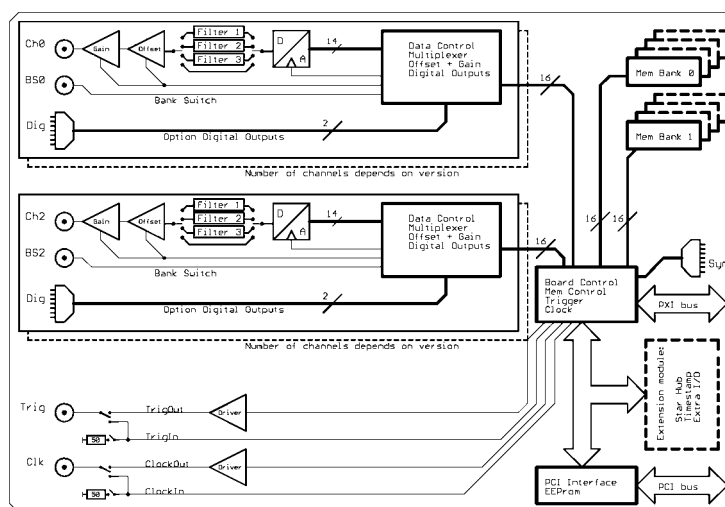 Ch0
Gain
Offset
Filter 1
Filter 2
Filter 3
D
A
14
Data Control
Multiplexer
Offset + Gain
Digital Outputs
BS0
Bank Switch
16
Dig
Option Digital Outputs
2
Number of channels depends on version
Mem Bank 0
Mem Bank 1
Ch2
Gain
Offset
Filter 1
Filter 2
Filter 3
D
A
14
Data Control
Multiplexer
Offset + Gain
Digital Outputs
16
16
BS2
Bank Switch
16
Dig
Option Digital Outputs
2
Number of channels depends on version
Board Control
Mem Control
Trigger
Clock
Syn
PXI bus
Extension module:
Star Hub
Timestamp
Extra I/O
Trig
TrigOut
Driver
50
TrigIn
Clk
ClockOut
Driver
50
ClockIn
PCI Interface
EEProm
PCI bus